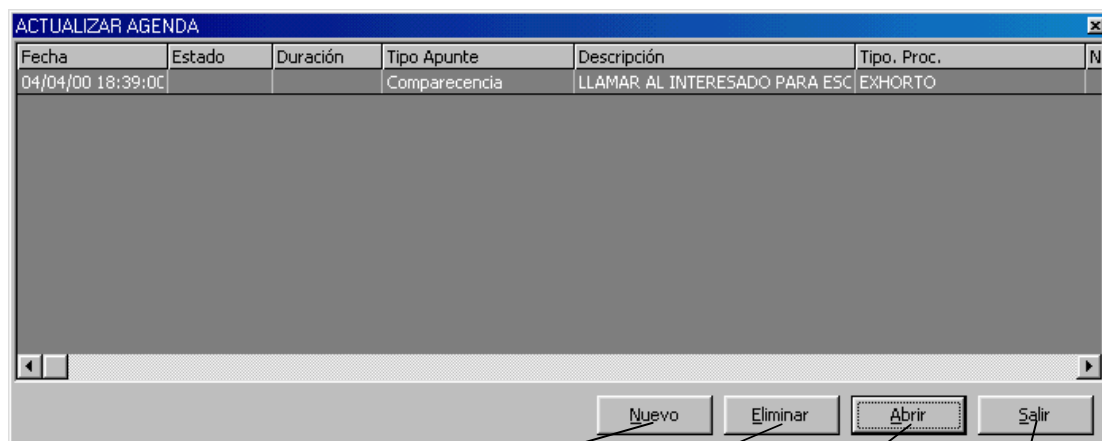 ACTUALIZAR AGENDA
Fecha Estado Duración Tipo Apunte Descripción Tipo. Proc. N
04/04/00 18:39:00 Comparecencia LLAMAR AL INTERESADO PARA ESC EXHORTO
Nuevo Eliminar Abrir Salir